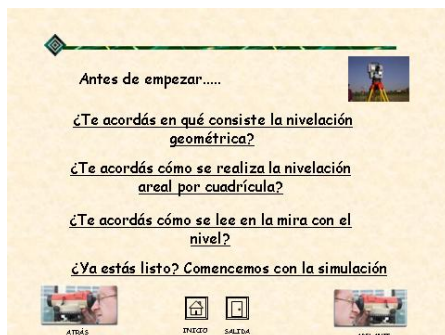 Antes de empezar.....
¿Te acordás en qué consiste la nivelación
geométrica?
¿Te acordás cómo se realiza la nivelación
areal por cuadrícula?
¿Te acordás cómo se lee en la mira con el
nivel?
¿Ya estás listo? Comencemos con la simulación
ATRÁS
INICIO
SALIDA